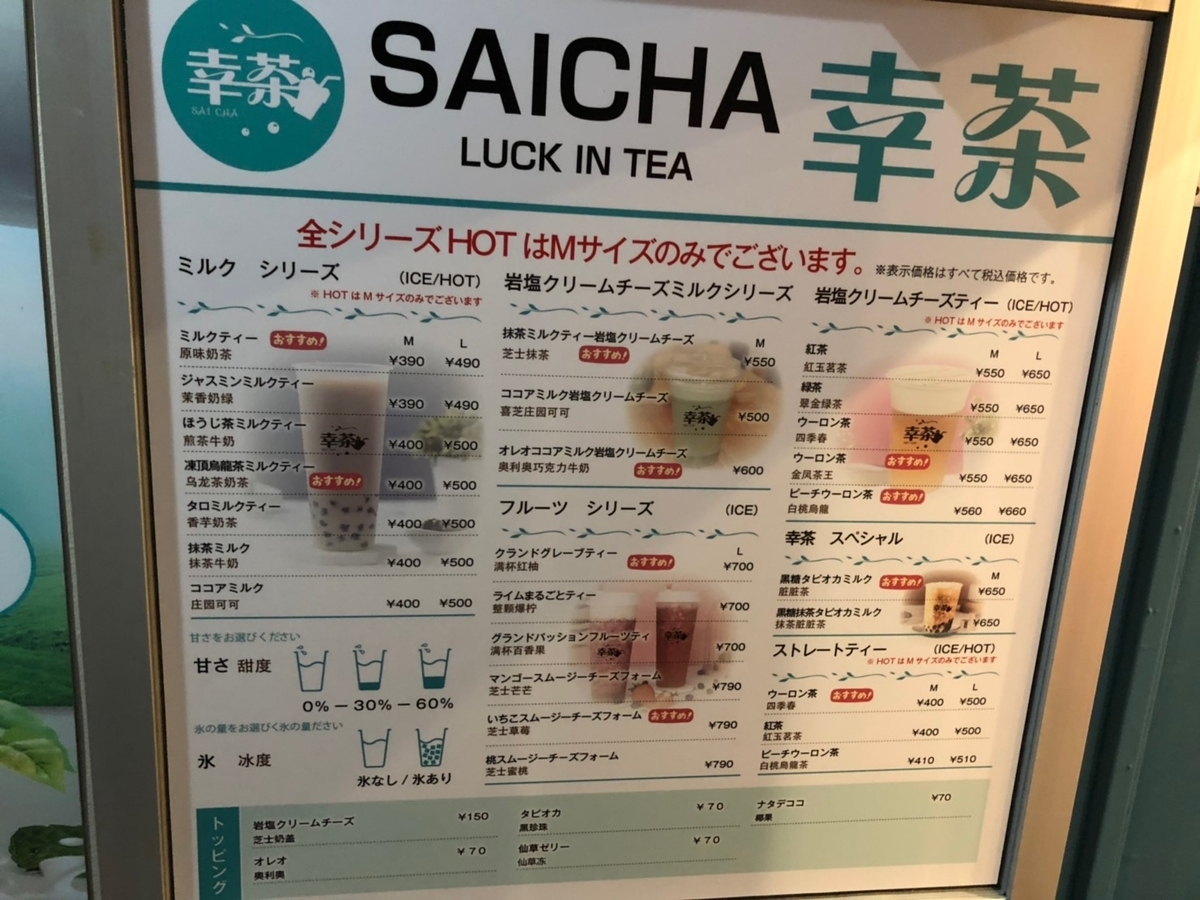 幸茶
SAI CHA
SAICHA 幸茶
LUCK IN TEA
全シリーズHOTはMサイズのみでございます。
※表示価格はすべて税込価格です。
ミルク シリーズ (ICE/HOT)
※ HOTはMサイズのみでございます
M L
ミルクティー おすすめ!
原味奶茶 ¥390 ¥490
ジャスミンミルクティー
茉香奶绿 ¥390 ¥490
ほうじ茶ミルクティー
煎茶牛奶 ¥400 ¥500
凍頂烏龍茶ミルクティー
乌龙茶奶茶 おすすめ! ¥400 ¥500
タロミルクティー
香芋奶茶 ¥400 ¥500
抹茶ミルク
抹茶牛奶 ¥400 ¥500
ココアミルク
庄园可可 ¥400 ¥500
甘さをお選びください
甘さ 甜度
0% — 30% — 60%
氷の量をお選びく氷の量ださい
氷 冰度
氷なし / 氷あり
岩塩クリームチーズミルクシリーズ
抹茶ミルクティー岩塩クリームチーズ M
芝士抹茶 おすすめ! ¥550
ココアミルク岩塩クリームチーズ
喜芝庄园可可 ¥500
オレオココアミルク岩塩クリームチーズ
奥利奥巧克力牛奶 おすすめ! ¥600
フルーツ シリーズ (ICE)
クランドグレープティー L
满杯红柚 おすすめ! ¥700
ライムまるごとティー
整颗爆柠 ¥700
グランドパッションフルーツティ
满杯百香果 ¥700
マンゴースムージーチーズフォーム
芝士芒芒 ¥790
いちごスムージーチーズフォーム おすすめ!
芝士草莓 ¥790
桃スムージーチーズフォーム
芝士蜜桃 ¥790
岩塩クリームチーズティー (ICE/HOT)
※ HOTはMサイズのみでございます
紅茶 M L
紅玉茗茶 ¥550 ¥650
緑茶
翠金绿茶 ¥550 ¥650
ウーロン茶
四季春 ¥550 ¥650
ウーロン茶 おすすめ!
金凤茶王 ¥550 ¥650
ピーチウーロン茶 おすすめ!
白桃烏龍 ¥560 ¥660
幸茶 スペシャル (ICE)
黒糖タピオカミルク おすすめ! M
脏脏茶 ¥650
黒糖抹茶タピオカミルク
抹茶脏脏茶 ¥650
ストレートティー (ICE/HOT)
※ HOTはMサイズのみでございます
ウーロン茶 おすすめ! M L
四季春 ¥400 ¥500
紅茶
紅玉茗茶 ¥400 ¥500
ピーチウーロン茶
白桃烏龍茶 ¥410 ¥510
トッピング
岩塩クリームチーズ ¥150
芝士奶盖
オレオ ¥70
奥利奥
タピオカ ¥70
黒珍珠
仙草ゼリー ¥70
仙草冻
ナタデココ ¥70
椰果
幸茶
幸茶
幸茶